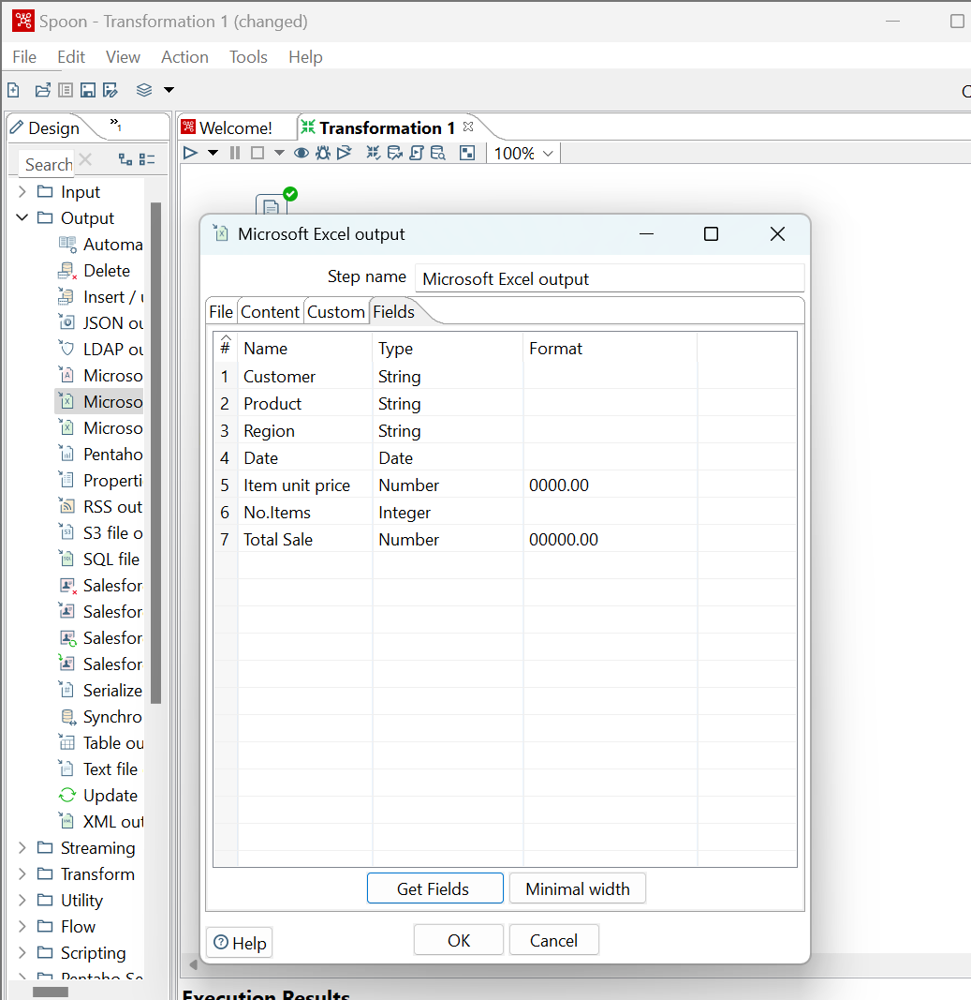 Spoon - Transformation 1 (changed)
File Edit View Action Tools Help
Design
»1
Welcome!
Transformation 1
Search
100%
Input
Output
Automa
Delete
Insert / u
JSON ou
LDAP ou
Microso
Microso
Microso
Pentaho
Properti
RSS out
S3 file o
SQL file
Salesfor
Salesfor
Salesfor
Salesfor
Serialize
Synchro
Table ou
Text file
Update
XML out
Streaming
Transform
Utility
Flow
Scripting
Pentaho Se
Microsoft Excel output
Step name Microsoft Excel output
File Content Custom Fields
# Name Type Format
1 Customer String
2 Product String
3 Region String
4 Date Date
5 Item unit price Number 0000.00
6 No.Items Integer
7 Total Sale Number 00000.00
Get Fields Minimal width
Help OK Cancel
Execution Results